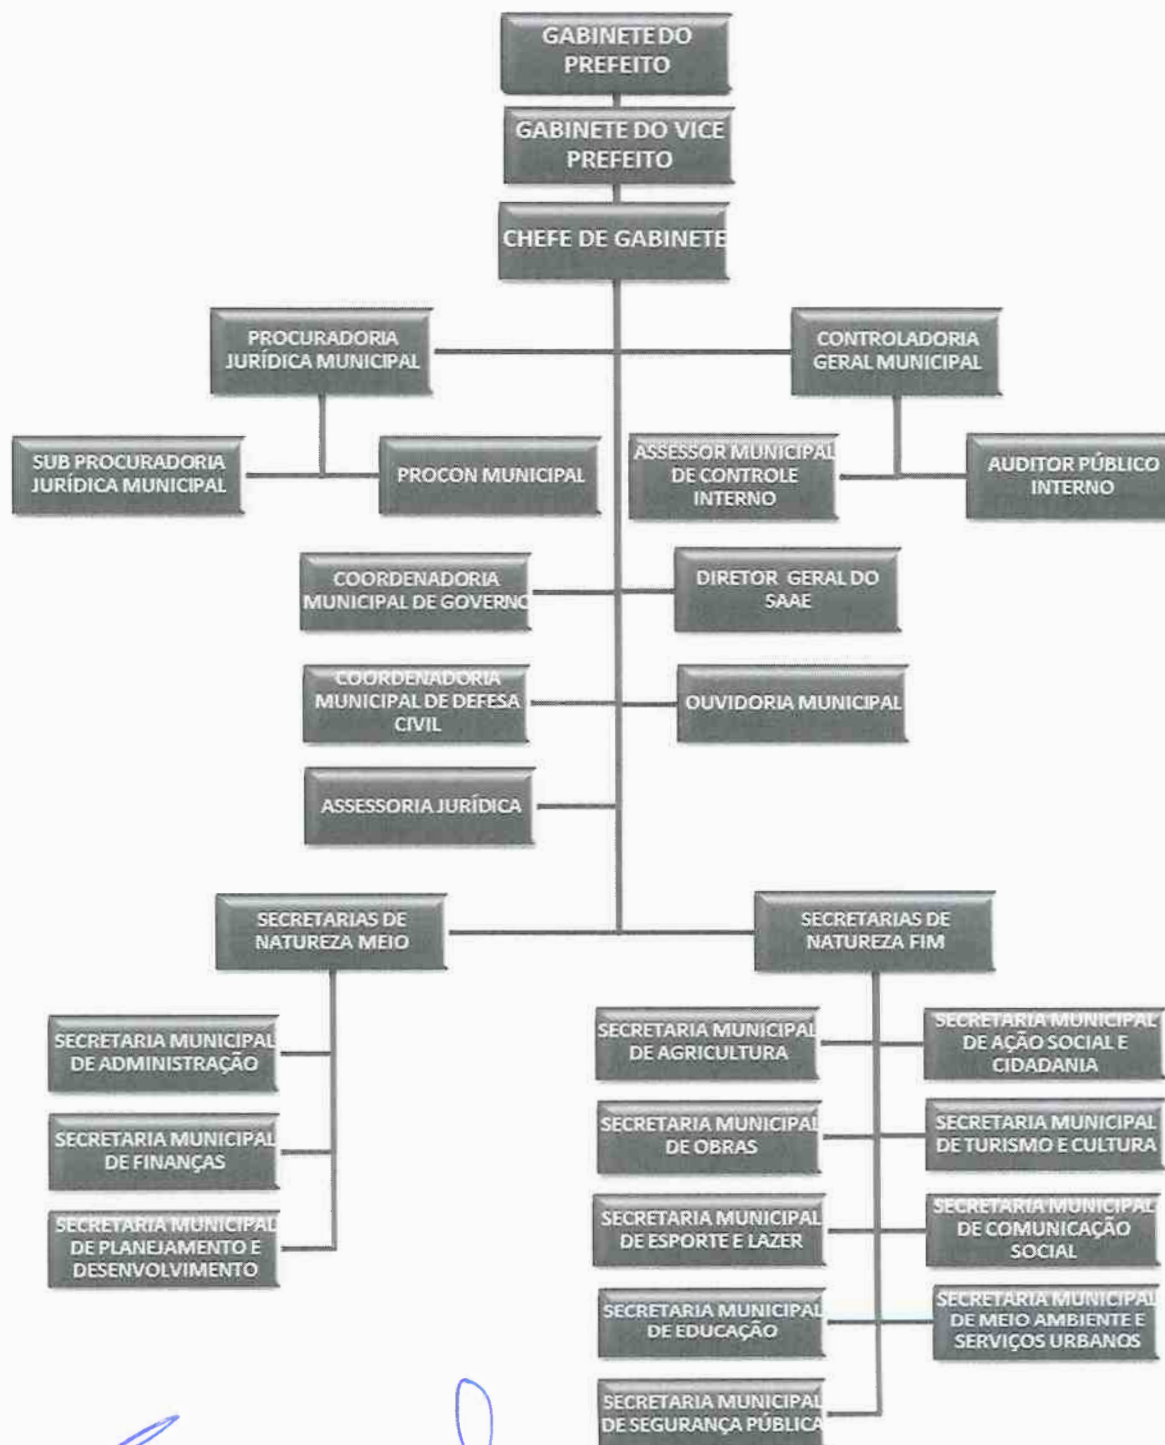 GABINETE DO
PREFEITO
GABINETE DO VICE
PREFEITO
CHEFE DE GABINETE
PROCURADORIA
JURÍDICA MUNICIPAL
CONTROLADORIA
GERAL MUNICIPAL
SUB PROCURADORIA
JURÍDICA MUNICIPAL
PROCON MUNICIPAL
ASSESSOR MUNICIPAL
DE CONTROLE
INTERNO
AUDITOR PÚBLICO
INTERNO
COORDENADORIA
MUNICIPAL DE GOVERNO
DIRETOR GERAL DO
SAAE
COORDENADORIA
MUNICIPAL DE DEFESA
CIVIL
OUVIDORIA MUNICIPAL
ASSESSORIA JURÍDICA
SECRETARIAS DE
NATUREZA MEIO
SECRETARIAS DE
NATUREZA FIM
SECRETARIA MUNICIPAL
DE ADMINISTRAÇÃO
SECRETARIA MUNICIPAL
DE FINANÇAS
SECRETARIA MUNICIPAL
DE PLANEJAMENTO E
DESENVOLVIMENTO
SECRETARIA MUNICIPAL
DE AGRICULTURA
SECRETARIA MUNICIPAL
DE AÇÃO SOCIAL E
CIDADANIA
SECRETARIA MUNICIPAL
DE OBRAS
SECRETARIA MUNICIPAL
DE TURISMO E CULTURA
SECRETARIA MUNICIPAL
DE ESPORTE E LAZER
SECRETARIA MUNICIPAL
DE COMUNICAÇÃO
SOCIAL
SECRETARIA MUNICIPAL
DE EDUCAÇÃO
SECRETARIA MUNICIPAL
DE MEIO AMBIENTE E
SERVIÇOS URBANOS
SECRETARIA MUNICIPAL
DE SEGURANÇA PÚBLICA